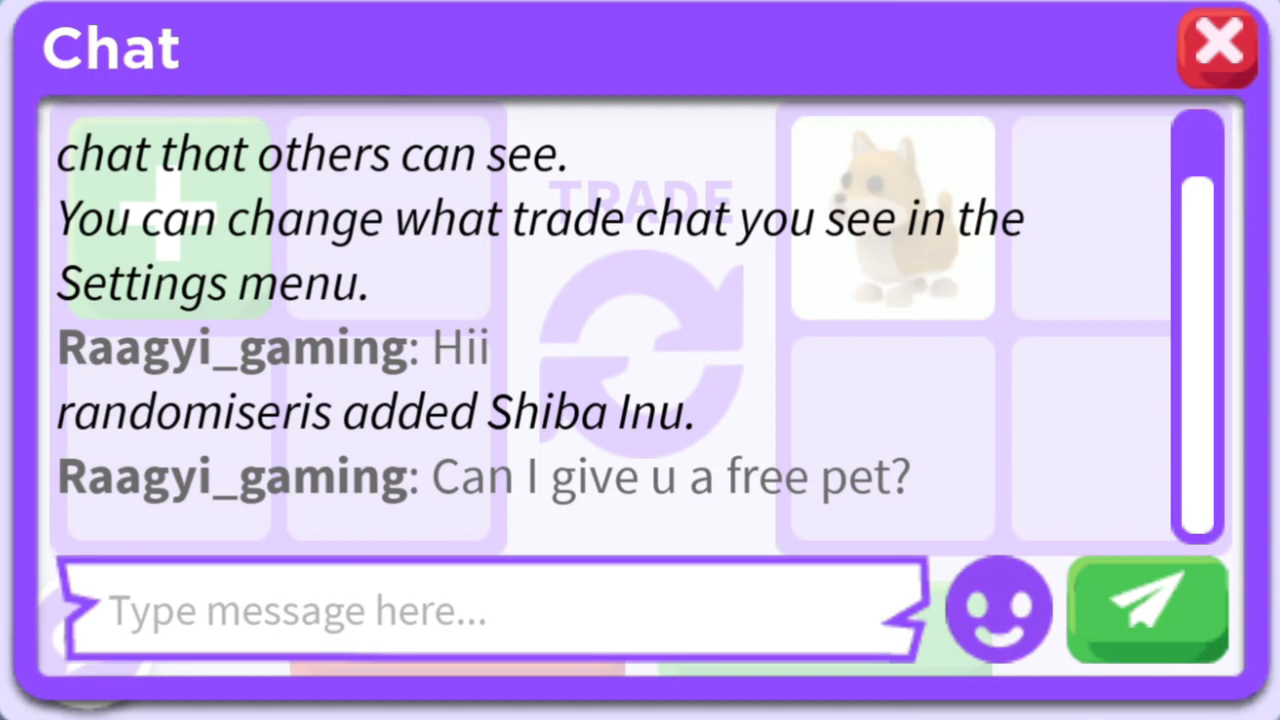 Chat
chat that others can see.
TRADE
You can change what trade chat you see in the
Settings menu.
Raagyi_gaming: Hii
randomiseris added Shiba Inu.
Raagyi_gaming: Can I give u a free pet?
Type message here...